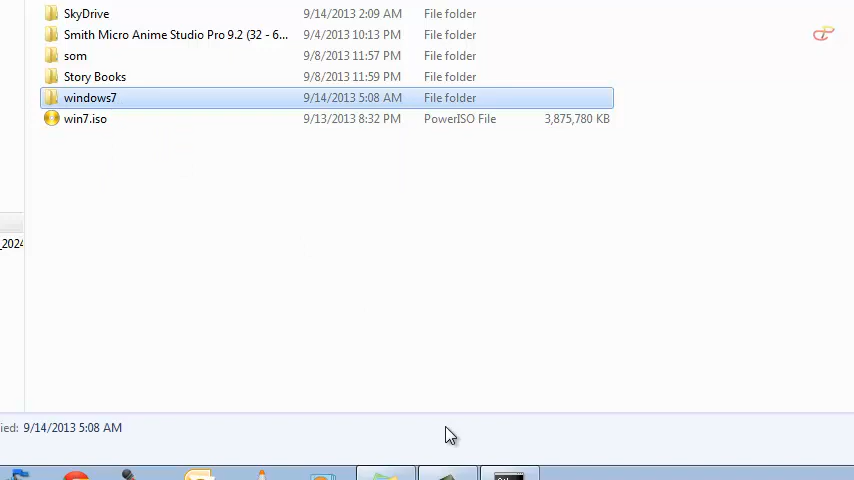 SkyDrive 9/14/2013 2:09 AM File folder
Smith Micro Anime Studio Pro 9.2 (32 - 6... 9/4/2013 10:13 PM File folder
som 9/8/2013 11:57 PM File folder
Story Books 9/8/2013 11:59 PM File folder
windows7 9/14/2013 5:08 AM File folder
win7.iso 9/13/2013 8:32 PM PowerISO File 3,875,780 KB
_2024
ied: 9/14/2013 5:08 AM